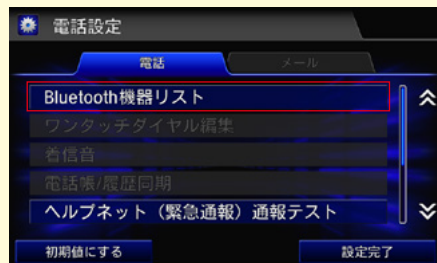 電話設定
電話 メール
Bluetooth機器リスト
ワンタッチダイヤル編集
着信音
電話帳/履歴同期
ヘルプネット（緊急通報）通報テスト
初期値にする 設定完了